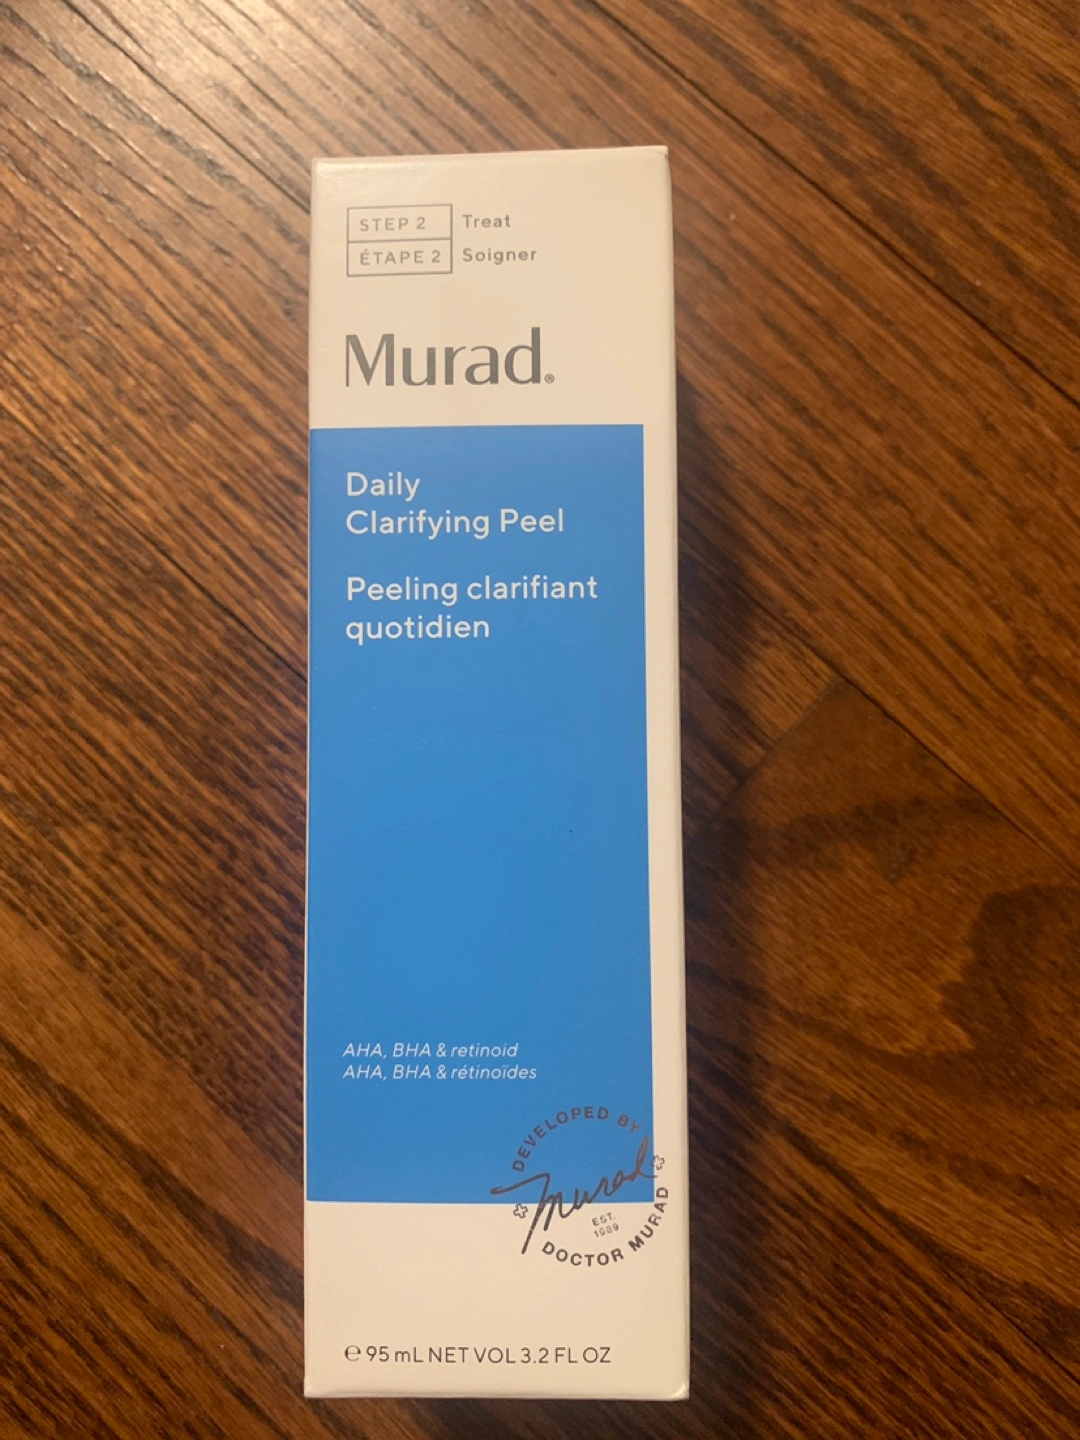 STEP 2 Treat
ÉTAPE 2 Soigner
Murad®
Daily
Clarifying Peel
Peeling clarifiant
quotidien
AHA, BHA & retinoid
AHA, BHA & rétinoïdes
DEVELOPED BY
Murad
EST.
1989
DOCTOR MURAD
℮ 95 mL NET VOL 3.2 FL OZ